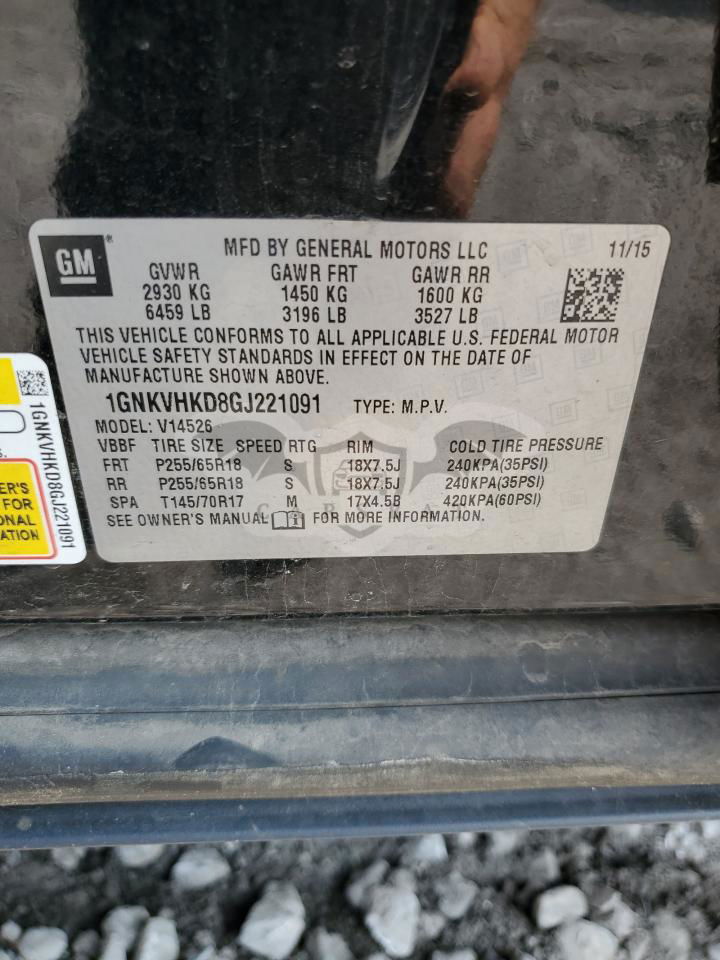 GM
MFD BY GENERAL MOTORS LLC 11/15
GVWR GAWR FRT GAWR RR
2930 KG 1450 KG 1600 KG
6459 LB 3196 LB 3527 LB
THIS VEHICLE CONFORMS TO ALL APPLICABLE U.S. FEDERAL MOTOR
VEHICLE SAFETY STANDARDS IN EFFECT ON THE DATE OF
MANUFACTURE SHOWN ABOVE.
1GNKVHKD8GJ221091 TYPE: M.P.V.
MODEL: V14526
VBBF TIRE SIZE SPEED RTG RIM COLD TIRE PRESSURE
FRT P255/65R18 S 18X7.5J 240KPA(35PSI)
RR P255/65R18 S 18X7.5J 240KPA(35PSI)
SPA T145/70R17 M 17X4.5B 420KPA(60PSI)
SEE OWNER'S MANUAL FOR MORE INFORMATION.
1GNKVHKD8GJ221091
S.
ER'S
FOR
ONAL
ATION